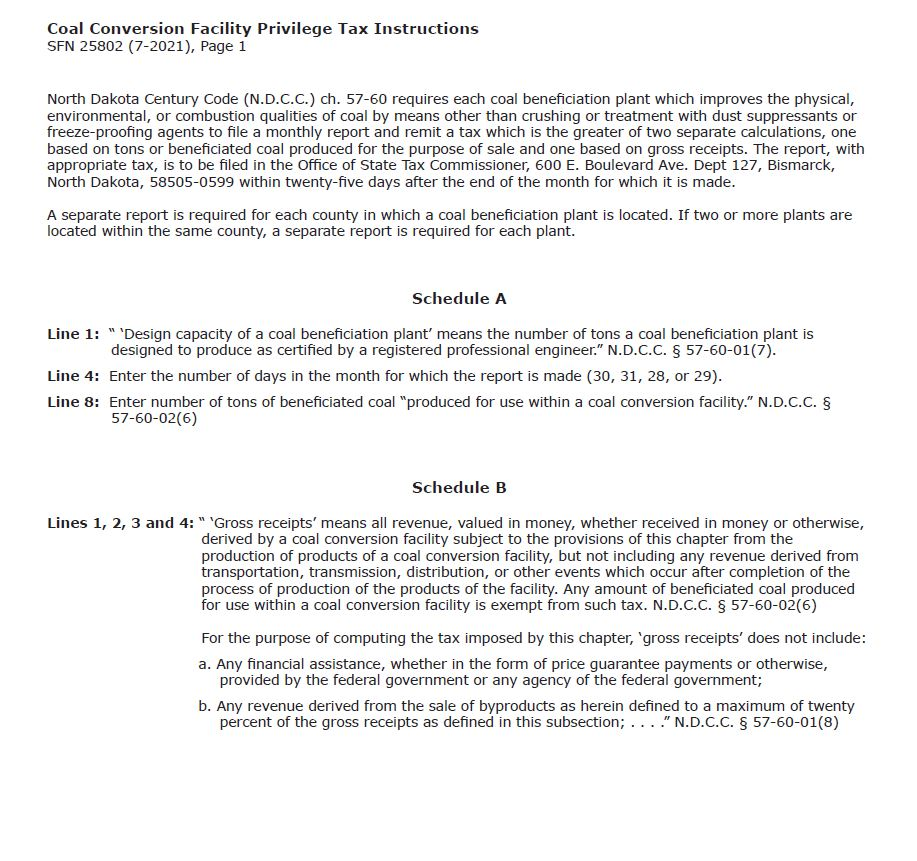 Coal Conversion Facility Privilege Tax Instructions
SFN 25802 (7-2021), Page 1
North Dakota Century Code (N.D.C.C.) ch. 57-60 requires each coal beneficiation plant which improves the physical,
environmental, or combustion qualities of coal by means other than crushing or treatment with dust suppressants or
freeze-proofing agents to file a monthly report and remit a tax which is the greater of two separate calculations, one
based on tons or beneficiated coal produced for the purpose of sale and one based on gross receipts. The report, with
appropriate tax, is to be filed in the Office of State Tax Commissioner, 600 E. Boulevard Ave. Dept 127, Bismarck,
North Dakota, 58505-0599 within twenty-five days after the end of the month for which it is made.
A separate report is required for each county in which a coal beneficiation plant is located. If two or more plants are
located within the same county, a separate report is required for each plant.
Schedule A
Line 1: “ ‘Design capacity of a coal beneficiation plant’ means the number of tons a coal beneficiation plant is
designed to produce as certified by a registered professional engineer.” N.D.C.C. § 57-60-01(7).
Line 4: Enter the number of days in the month for which the report is made (30, 31, 28, or 29).
Line 8: Enter number of tons of beneficiated coal “produced for use within a coal conversion facility.” N.D.C.C. §
57-60-02(6)
Schedule B
Lines 1, 2, 3 and 4: “ ‘Gross receipts’ means all revenue, valued in money, whether received in money or otherwise,
derived by a coal conversion facility subject to the provisions of this chapter from the
production of products of a coal conversion facility, but not including any revenue derived from
transportation, transmission, distribution, or other events which occur after completion of the
process of production of the products of the facility. Any amount of beneficiated coal produced
for use within a coal conversion facility is exempt from such tax. N.D.C.C. § 57-60-02(6)
For the purpose of computing the tax imposed by this chapter, ‘gross receipts’ does not include:
a. Any financial assistance, whether in the form of price guarantee payments or otherwise,
provided by the federal government or any agency of the federal government;
b. Any revenue derived from the sale of byproducts as herein defined to a maximum of twenty
percent of the gross receipts as defined in this subsection; . . . .” N.D.C.C. § 57-60-01(8)